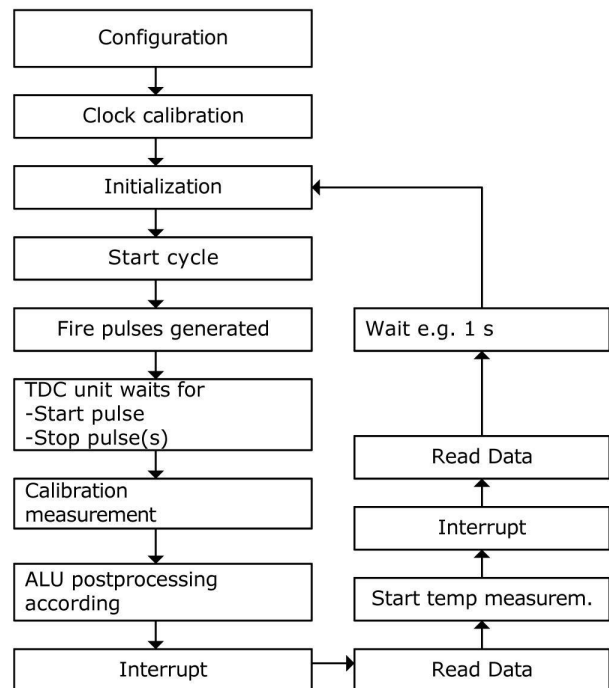 Configuration
Clock calibration
Initialization
Start cycle
Fire pulses generated
TDC unit waits for
-Start pulse
-Stop pulse(s)
Calibration
measurement
ALU postprocessing
according
Interrupt
Read Data
Start temp measurem.
Interrupt
Read Data
Wait e.g. 1 s